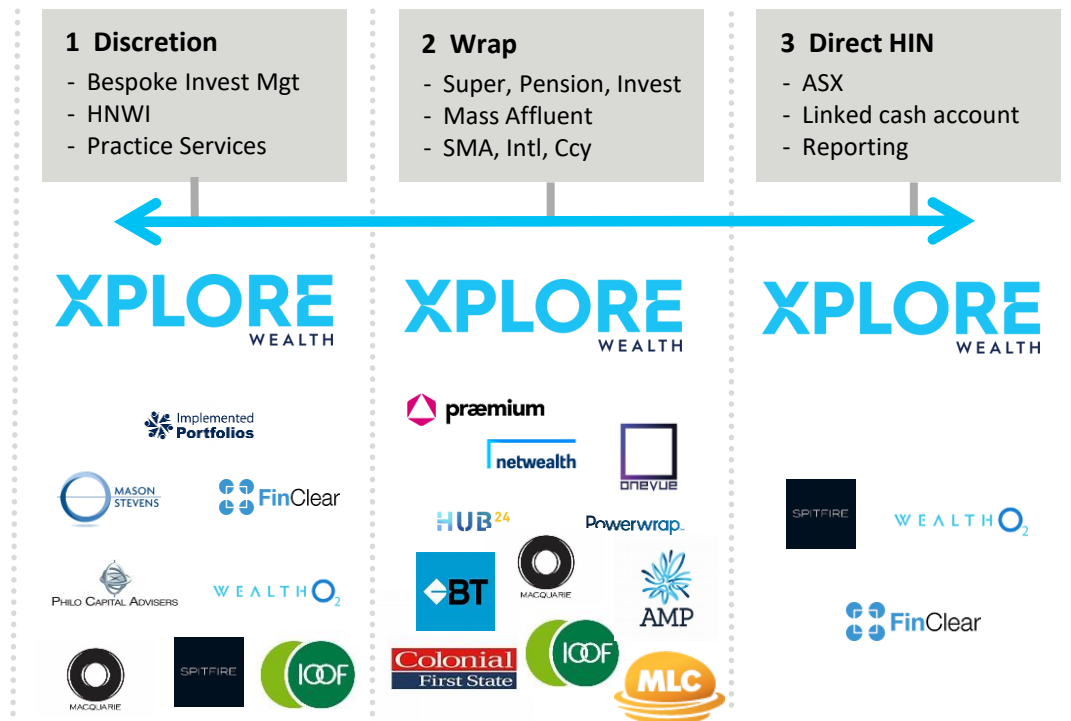 1 Discretion
- Bespoke Invest Mgt
- HNWI
- Practice Services
2 Wrap
- Super, Pension, Invest
- Mass Affluent
- SMA, Intl, Ccy
3 Direct HIN
- ASX
- Linked cash account
- Reporting
XPLORE
WEALTH
XPLORE
WEALTH
XPLORE
WEALTH
Implemented
Portfolios
MASON
STEVENS
FinClear
PHILO CAPITAL ADVISERS
WEALTHO2
MACQUARIE
SPITFIRE
IOOF
præmium
netwealth
onevue
HUB24
Powerwrap
BT
MACQUARIE
AMP
Colonial
First State
IOOF
MLC
SPITFIRE
WEALTHO2
FinClear